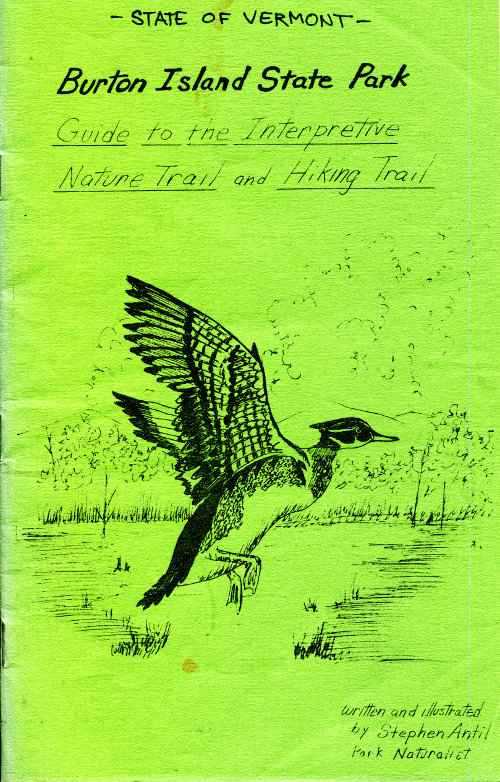 - STATE OF VERMONT -
Burton Island State Park
Guide to the Interpretive
Nature Trail and Hiking Trail
written and illustrated
by Stephen Antil
Park Naturalist